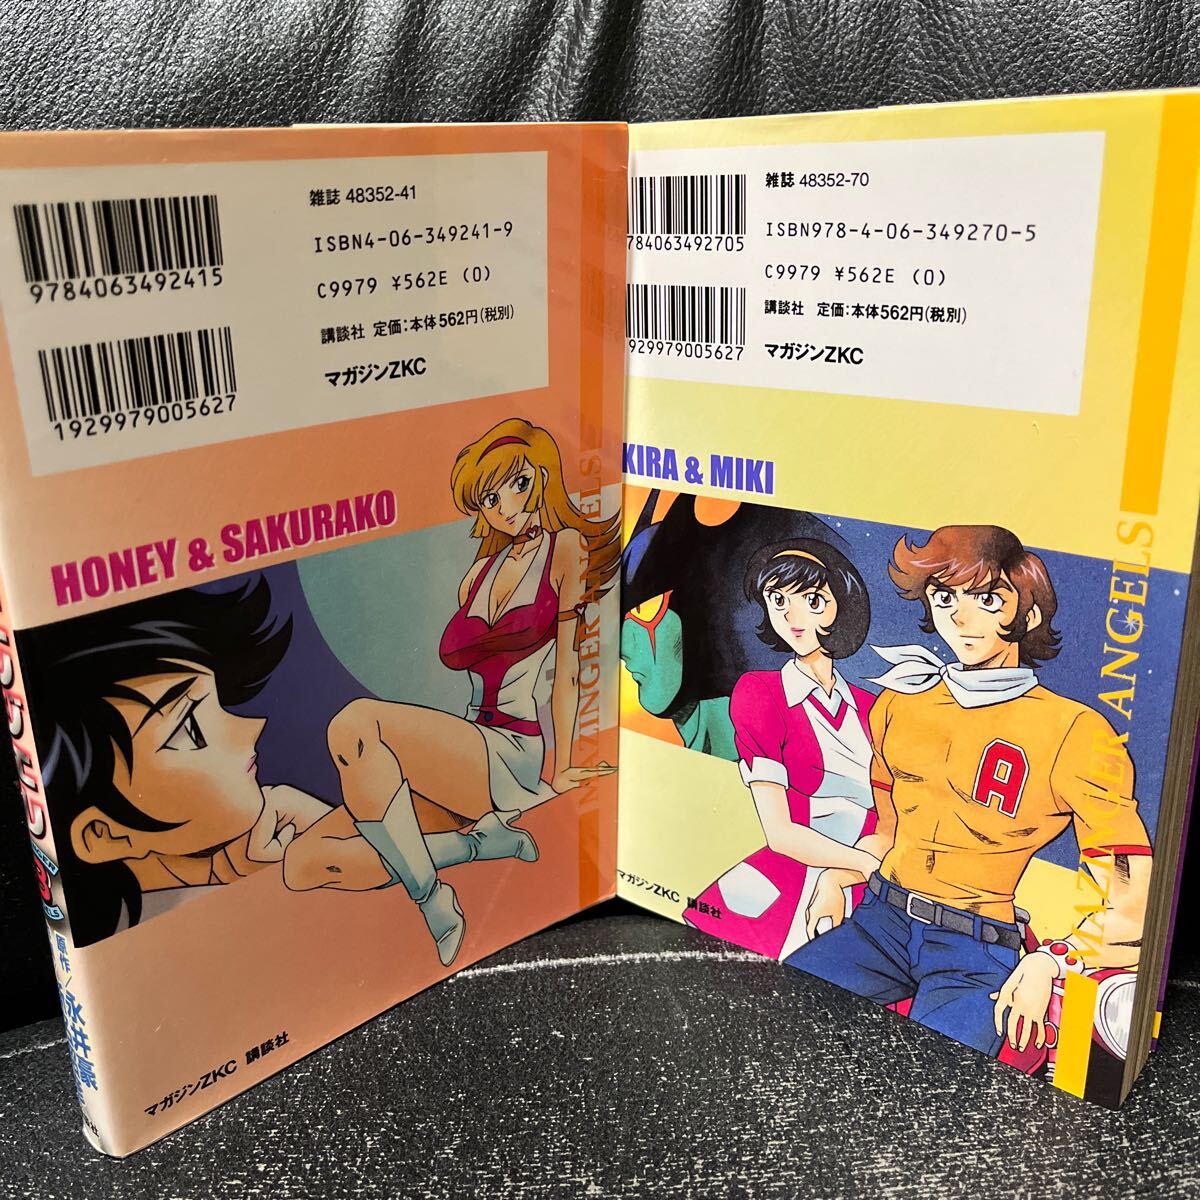 雑誌 48352-41
ISBN4-06-349241-9
C9979 ¥562E (0)
講談社 定価:本体562円(税別)
マガジンZKC
9784063492415
1929979005627
HONEY & SAKURAKO
MAZINGER ANGELS
マガジンZKC 講談社
3
原作/永井豪
雑誌 48352-70
ISBN978-4-06-349270-5
C9979 ¥562E (0)
講談社 定価:本体562円(税別)
マガジンZKC
784063492705
929979005627
KIRA & MIKI
A
MAZINGER ANGELS
マガジンZKC 講談社